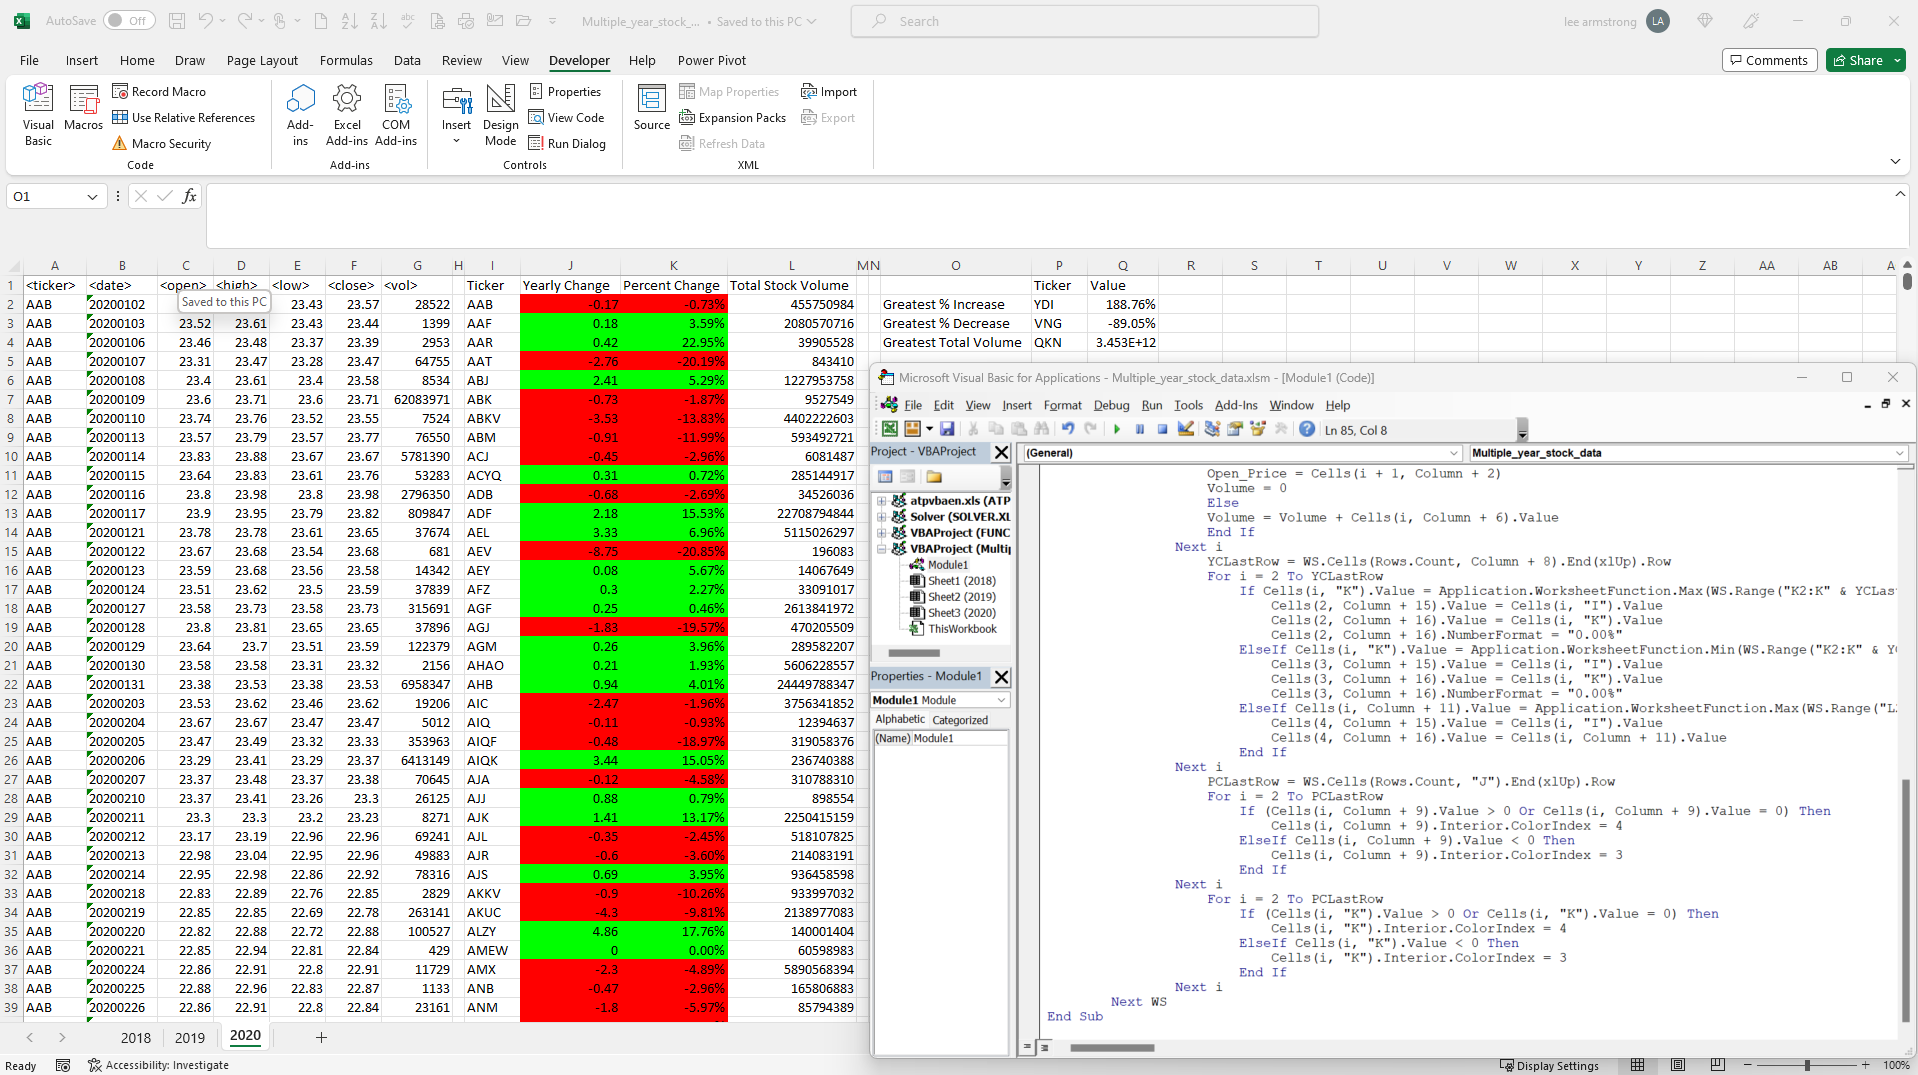 AutoSave Off Multiple_year_stock_... • Saved to this PC Search lee armstrong LA
File Insert Home Draw Page Layout Formulas Data Review View Developer Help Power Pivot Comments Share
Visual Basic Macros Record Macro Use Relative References Macro Security Code
Add-ins Excel Add-ins COM Add-ins Add-ins
Insert Design Mode Properties View Code Run Dialog Controls
Source Map Properties Expansion Packs Refresh Data Import Export XML
O1 fx
A B C D E F G H I J K L M N O P Q R S T U V W X Y Z AA AB A
1 <ticker> <date> <open> <high> <low> <close> <vol> Ticker Yearly Change Percent Change Total Stock Volume Ticker Value
Saved to this PC
2 AAB 20200102 23.43 23.57 28522 AAB -0.17 -0.73% 455750984 Greatest % Increase YDI 188.76%
3 AAB 20200103 23.52 23.61 23.43 23.44 1399 AAF 0.18 3.59% 2080570716 Greatest % Decrease VNG -89.05%
4 AAB 20200106 23.46 23.48 23.37 23.39 2953 AAR 0.42 22.95% 39905528 Greatest Total Volume QKN 3.453E+12
5 AAB 20200107 23.31 23.47 23.28 23.47 64755 AAT -2.76 -20.19% 843410
6 AAB 20200108 23.4 23.61 23.4 23.58 8534 ABJ 2.41 5.29% 1227953758
7 AAB 20200109 23.6 23.71 23.6 23.71 62083971 ABK -0.73 -1.87% 9527549
8 AAB 20200110 23.74 23.76 23.52 23.55 7524 ABKV -3.53 -13.83% 4402222603
9 AAB 20200113 23.57 23.79 23.57 23.77 76550 ABM -0.91 -11.99% 593492721
10 AAB 20200114 23.83 23.88 23.67 23.67 5781390 ACJ -0.45 -2.96% 6081487
11 AAB 20200115 23.64 23.83 23.61 23.76 53283 ACYQ 0.31 0.72% 285144917
12 AAB 20200116 23.8 23.98 23.8 23.98 2796350 ADB -0.68 -2.69% 34526036
13 AAB 20200117 23.9 23.95 23.79 23.82 809847 ADF 2.18 15.53% 22708794844
14 AAB 20200121 23.78 23.78 23.61 23.65 37674 AEL 3.33 6.96% 5115026297
15 AAB 20200122 23.67 23.68 23.54 23.68 681 AEV -8.75 -20.85% 196083
16 AAB 20200123 23.59 23.68 23.56 23.58 14342 AEY 0.08 5.67% 14067649
17 AAB 20200124 23.51 23.62 23.5 23.59 37839 AFZ 0.3 2.27% 33091017
18 AAB 20200127 23.58 23.73 23.58 23.73 315691 AGF 0.25 0.46% 2613841972
19 AAB 20200128 23.8 23.81 23.65 23.65 37896 AGJ -1.83 -19.57% 470205509
20 AAB 20200129 23.64 23.7 23.51 23.59 122379 AGM 0.26 3.96% 289582207
21 AAB 20200130 23.58 23.58 23.31 23.32 2156 AHAO 0.21 1.93% 5606228557
22 AAB 20200131 23.38 23.53 23.38 23.53 6958347 AHB 0.94 4.01% 24449788347
23 AAB 20200203 23.53 23.62 23.46 23.62 19206 AIC -2.47 -1.96% 3756341852
24 AAB 20200204 23.67 23.67 23.47 23.47 5012 AIQ -0.11 -0.93% 12394637
25 AAB 20200205 23.47 23.49 23.32 23.33 353963 AIQF -0.48 -18.97% 319058376
26 AAB 20200206 23.29 23.41 23.29 23.37 6413149 AIQK 3.44 15.05% 236740388
27 AAB 20200207 23.37 23.48 23.37 23.38 70645 AJA -0.12 -4.58% 310788310
28 AAB 20200210 23.37 23.41 23.26 23.3 26125 AJJ 0.88 0.79% 898554
29 AAB 20200211 23.3 23.3 23.2 23.23 8271 AJK 1.41 13.17% 2250415159
30 AAB 20200212 23.17 23.19 22.96 22.96 69241 AJL -0.35 -2.45% 518107825
31 AAB 20200213 22.98 23.04 22.95 22.96 49883 AJR -0.6 -3.60% 214083191
32 AAB 20200214 22.95 22.98 22.86 22.92 78316 AJS 0.69 3.95% 936458598
33 AAB 20200218 22.83 22.89 22.76 22.85 2829 AKKV -0.9 -10.26% 933997032
34 AAB 20200219 22.85 22.85 22.69 22.78 263141 AKUC -4.3 -9.81% 2138977083
35 AAB 20200220 22.82 22.88 22.72 22.88 100527 ALZY 4.86 17.76% 140001404
36 AAB 20200221 22.85 22.94 22.81 22.84 429 AMEW 0 0.00% 60598983
37 AAB 20200224 22.86 22.91 22.8 22.91 11729 AMX -2.3 -4.89% 5890568394
38 AAB 20200225 22.88 22.96 22.83 22.87 1133 ANB -0.47 -2.96% 165806883
39 AAB 20200226 22.86 22.91 22.8 22.84 23161 ANM -1.8 -5.97% 85794389
2018 2019 2020
Ready Accessibility: Investigate Display Settings 100%
Microsoft Visual Basic for Applications - Multiple_year_stock_data.xlsm - [Module1 (Code)]
File Edit View Insert Format Debug Run Tools Add-Ins Window Help
Ln 85, Col 8
Project - VBAProject
atpvbaen.xls (ATP
Solver (SOLVER.XL
VBAProject (FUNC
VBAProject (Multip
Module1
Sheet1 (2018)
Sheet2 (2019)
Sheet3 (2020)
ThisWorkbook
Properties - Module1
Module1 Module
Alphabetic Categorized
(Name) Module1
(General) Multiple_year_stock_data
Open_Price = Cells(i + 1, Column + 2)
Volume = 0
Else
Volume = Volume + Cells(i, Column + 6).Value
End If
Next i
YCLastRow = WS.Cells(Rows.Count, Column + 8).End(xlUp).Row
For i = 2 To YCLastRow
If Cells(i, "K").Value = Application.WorksheetFunction.Max(WS.Range("K2:K" & YCLas
Cells(2, Column + 15).Value = Cells(i, "I").Value
Cells(2, Column + 16).Value = Cells(i, "K").Value
Cells(2, Column + 16).NumberFormat = "0.00%"
ElseIf Cells(i, "K").Value = Application.WorksheetFunction.Min(WS.Range("K2:K" & Y
Cells(3, Column + 15).Value = Cells(i, "I").Value
Cells(3, Column + 16).Value = Cells(i, "K").Value
Cells(3, Column + 16).NumberFormat = "0.00%"
ElseIf Cells(i, Column + 11).Value = Application.WorksheetFunction.Max(WS.Range("L
Cells(4, Column + 15).Value = Cells(i, "I").Value
Cells(4, Column + 16).Value = Cells(i, Column + 11).Value
End If
Next i
PCLastRow = WS.Cells(Rows.Count, "J").End(xlUp).Row
For i = 2 To PCLastRow
If (Cells(i, Column + 9).Value > 0 Or Cells(i, Column + 9).Value = 0) Then
Cells(i, Column + 9).Interior.ColorIndex = 4
ElseIf Cells(i, Column + 9).Value < 0 Then
Cells(i, Column + 9).Interior.ColorIndex = 3
End If
Next i
For i = 2 To PCLastRow
If (Cells(i, "K").Value > 0 Or Cells(i, "K").Value = 0) Then
Cells(i, "K").Interior.ColorIndex = 4
ElseIf Cells(i, "K").Value < 0 Then
Cells(i, "K").Interior.ColorIndex = 3
End If
Next i
Next WS
End Sub